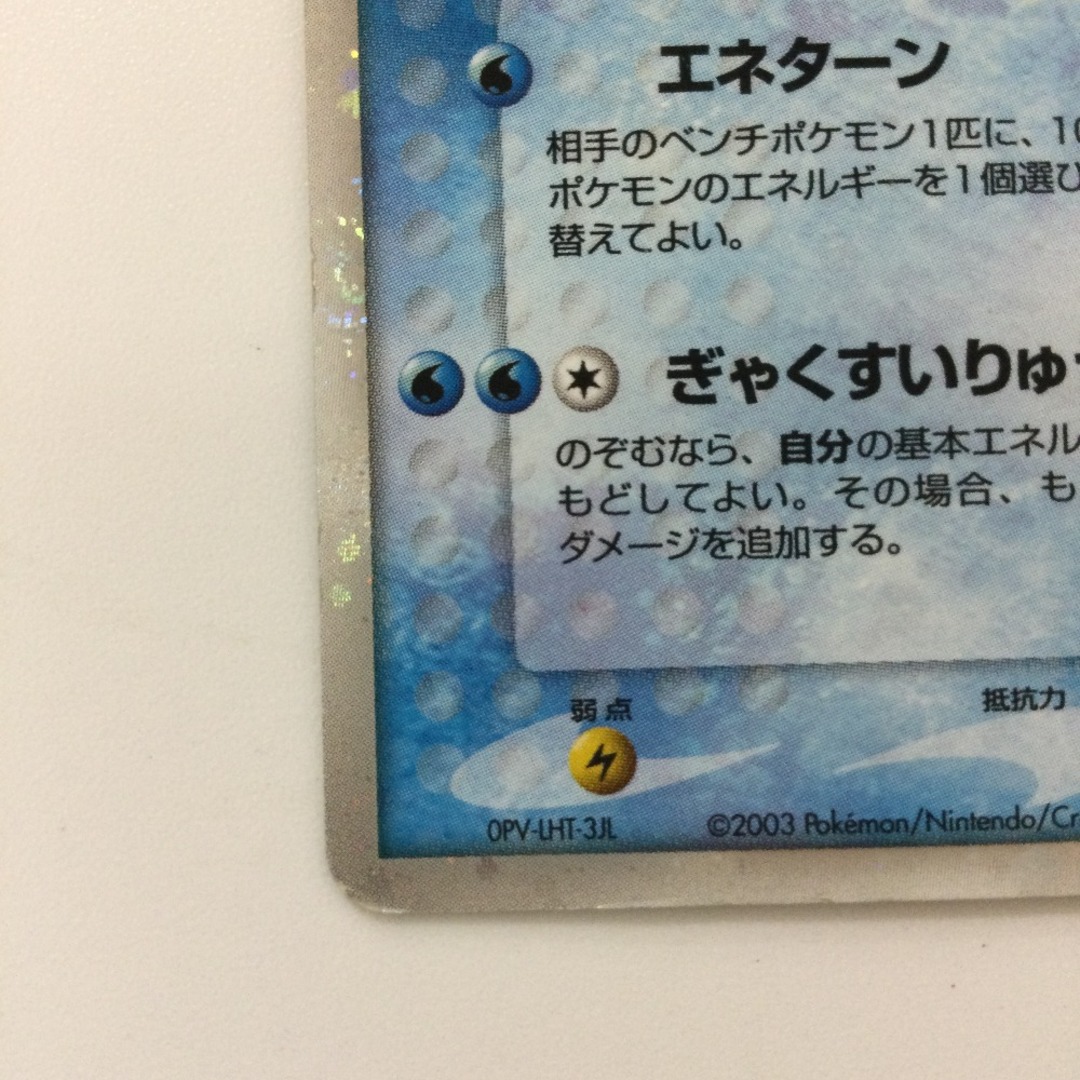 エネターン
相手のベンチポケモン1匹に、10
ポケモンのエネルギーを1個選び
替えてよい。
ぎゃくすいりゅ
のぞむなら、自分の基本エネル
もどしてよい。その場合、も
ダメージを追加する。
弱点
抵抗力
0PV-LHT-3JL
©2003 Pokémon/Nintendo/Cr